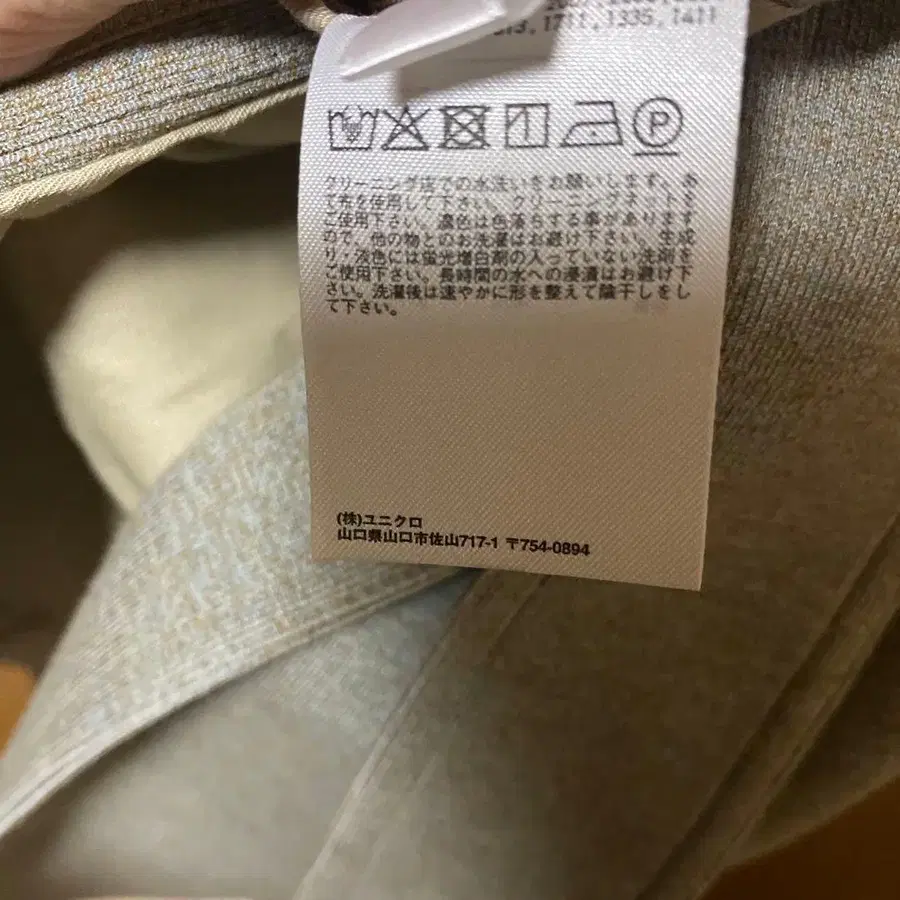 1711,1335,1411
P
クリーニング店での水洗いをお願いします。あ
て布を使用して下さい。クリーニングネットを
ご使用下さい。濃色は色落ちする事があります
ので、他の物とのお洗濯はお避け下さい。生成
り・淡色には蛍光増白剤の入っていない洗剤を
ご使用下さい。長時間の水への浸漬はお避け下
さい。洗濯後は速やかに形を整えて陰干しをし
て下さい。
(株)ユニクロ
山口県山口市佐山717-1 〒754-0894